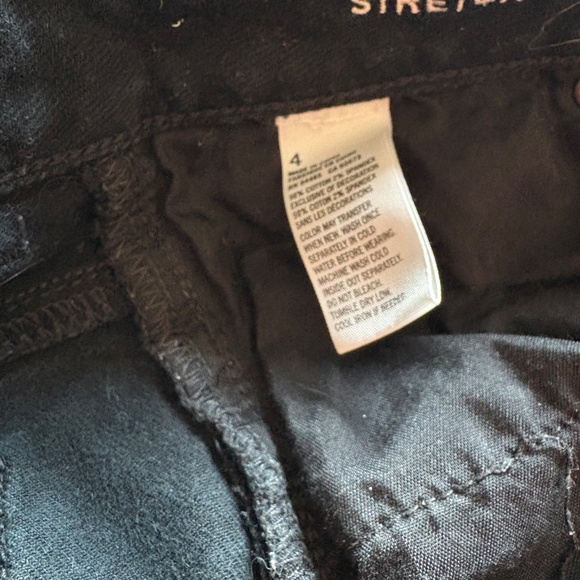 STRE
4
98% COTTON 2% SPANDEX
EXCLUSIVE OF DECORATION
98% COTON 2% SPANDEX
SANS LES DÉCORATIONS
COLOR MAY TRANSFER
WHEN NEW. WASH ONCE
SEPARATELY IN COLD
WATER BEFORE WEARING.
MACHINE WASH COLD
INSIDE OUT SEPARATELY.
DO NOT BLEACH.
TUMBLE DRY LOW.
COOL IRON IF NEEDED.